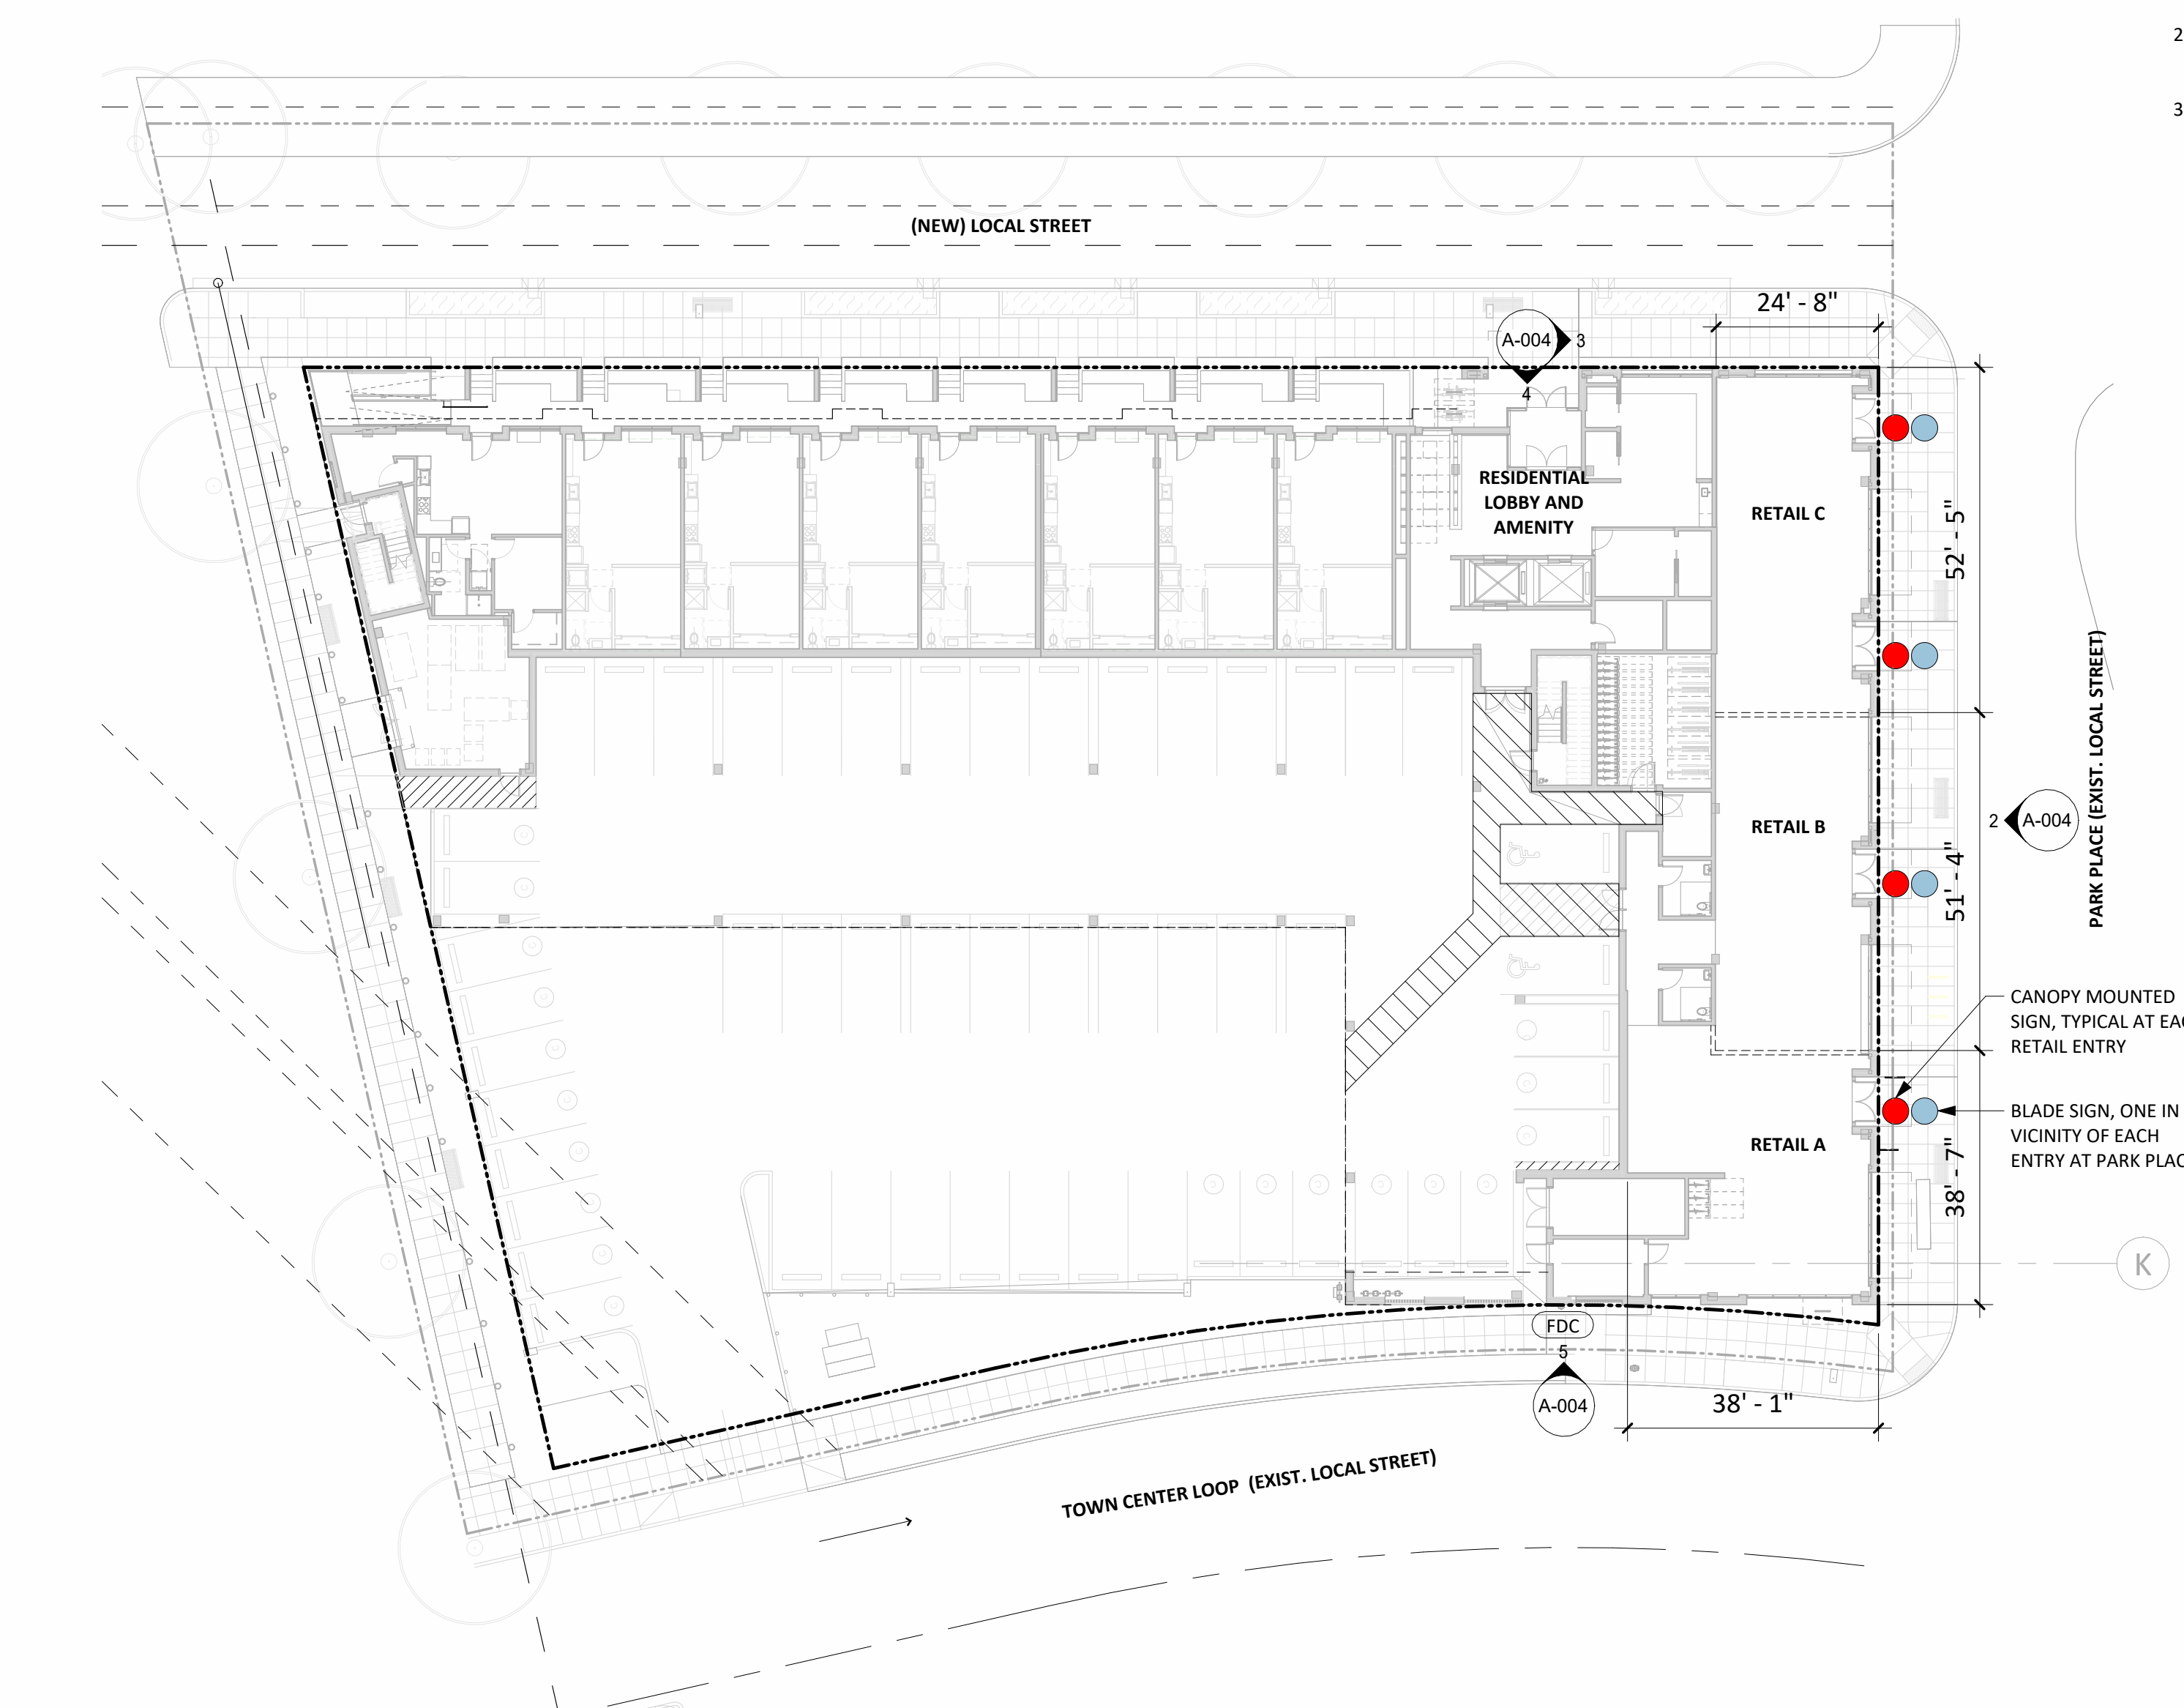 2
3
(NEW) LOCAL STREET
24' - 8"
A-004
3
4
RESIDENTIAL
LOBBY AND
AMENITY
RETAIL C
52' - 5"
PARK PLACE (EXIST. LOCAL STREET)
RETAIL B
2
A-004
51' - 4"
CANOPY MOUNTED
SIGN, TYPICAL AT EAC
RETAIL ENTRY
BLADE SIGN, ONE IN
VICINITY OF EACH
ENTRY AT PARK PLAC
RETAIL A
38' - 7"
K
FDC
5
A-004
38' - 1"
TOWN CENTER LOOP (EXIST. LOCAL STREET)